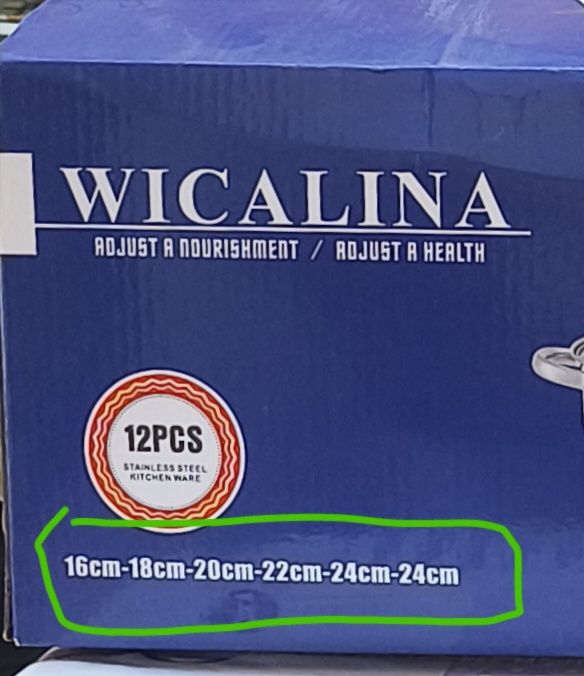 WICALINA
ADJUST A NOURISHMENT / ADJUST A HEALTH
12PCS
STAINLESS STEEL
KITCHEN WARE
16cm-18cm-20cm-22cm-24cm-24cm